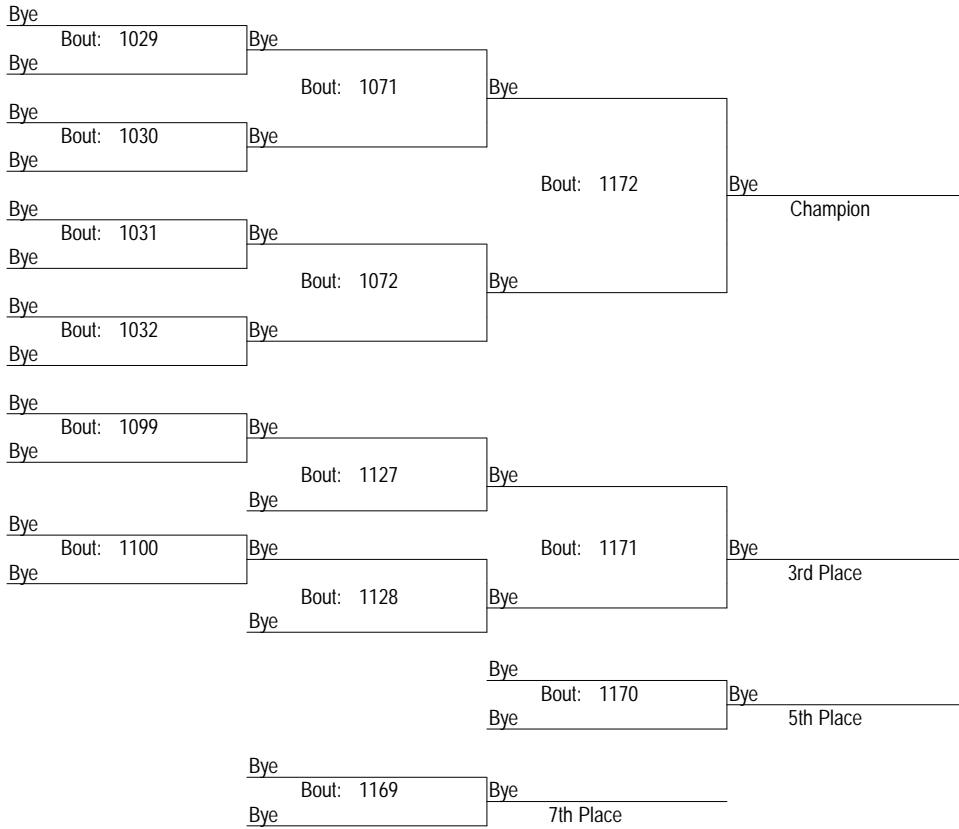 Bye
Bout: 1029 Bye
Bye
Bout: 1071 Bye
Bye
Bout: 1030 Bye
Bye
Bout: 1172 Bye
Champion
Bye
Bout: 1031 Bye
Bye
Bout: 1072 Bye
Bye
Bout: 1032 Bye
Bye
Bye
Bout: 1099 Bye
Bye
Bout: 1127 Bye
Bye
Bye
Bout: 1100 Bye
Bout: 1171 Bye
Bye
3rd Place
Bout: 1128 Bye
Bye
Bye
Bout: 1170 Bye
Bye
5th Place
Bye
Bout: 1169 Bye
Bye
7th Place